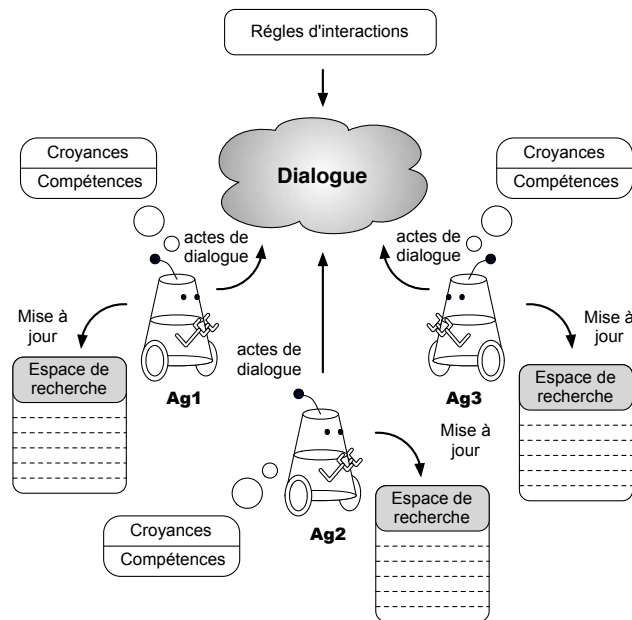 Régles d'interactions
Croyances
Compétences
Dialogue
Croyances
Compétences
actes de
dialogue
actes de
dialogue
Mise à
jour
Espace de
recherche
Ag1
actes de
dialogue
Ag3
Mise à
jour
Espace de
recherche
Mise à
jour
Espace de
recherche
Ag2
Croyances
Compétences